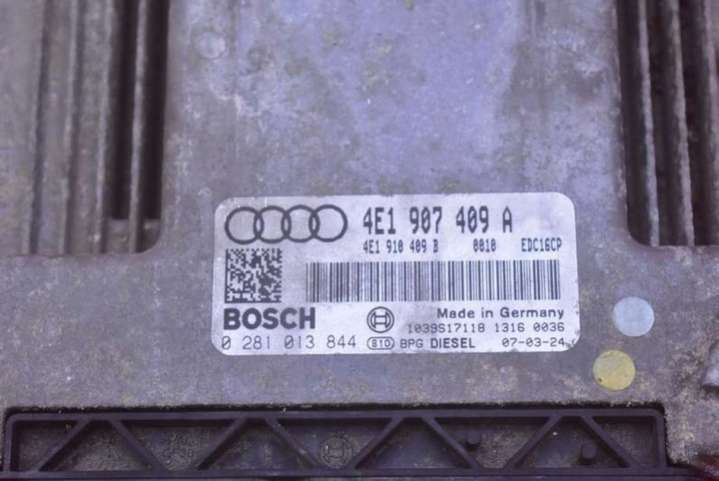 4E1 907 409 A
4E1 910 409 B 0010 EDC16CP
BOSCH
Made in Germany
1039S17118 1316 0036
0 281 013 844 810 BPG DIESEL 07-03-24